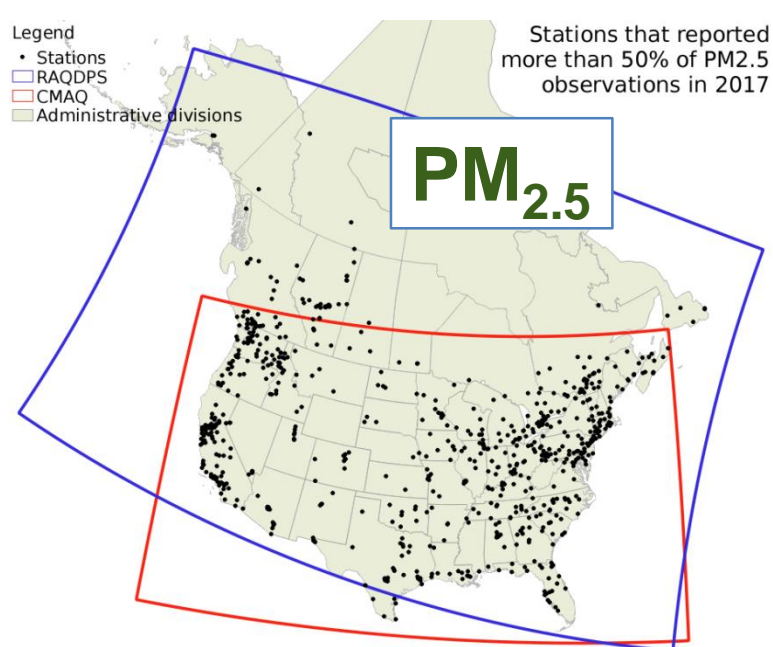 Legend
Stations
RAQDPS
CMAQ
Administrative divisions
Stations that reported
more than 50% of PM2.5
observations in 2017
PM2.5